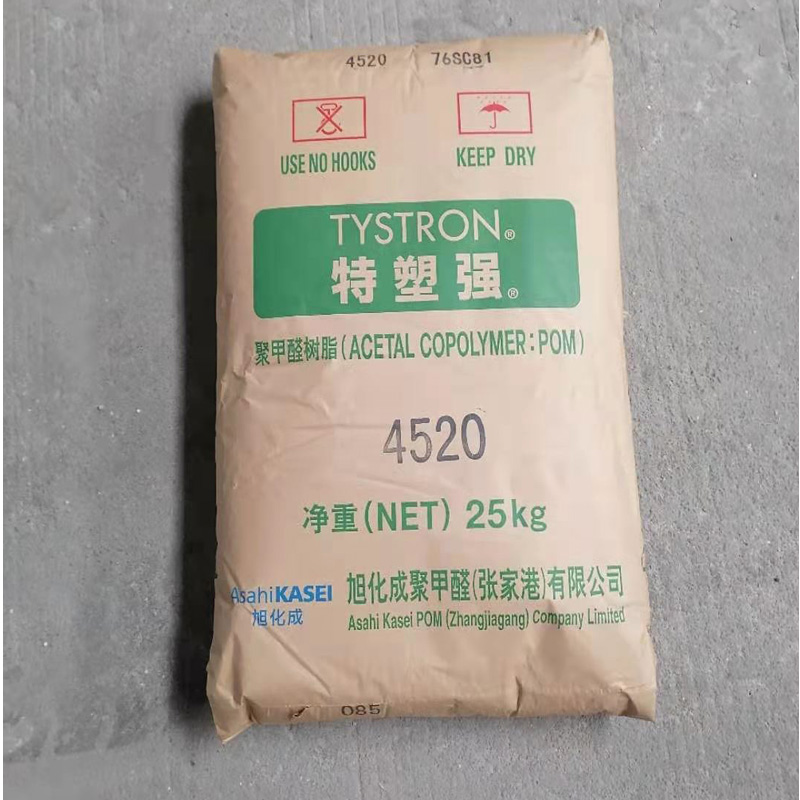 4520 76SC81
USE NO HOOKS KEEP DRY
TYSTRON®
特塑强®
聚甲醛树脂(ACETAL COPOLYMER:POM)
4520
净重(NET) 25kg
AsahiKASEI 旭化成聚甲醛(张家港)有限公司
旭化成 Asahi Kasei POM (Zhangjiagang) Company Limited
085